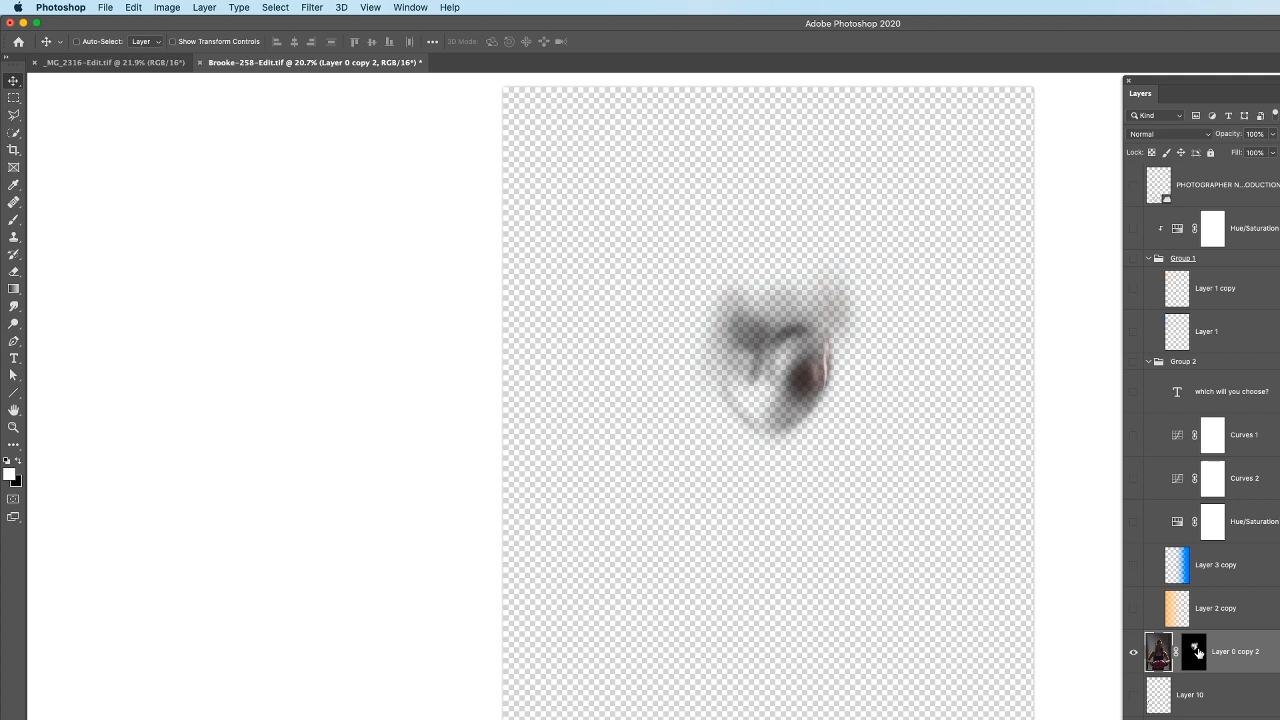 Photoshop File Edit Image Layer Type Select Filter 3D View Window Help
Adobe Photoshop 2020
Auto-Select: Layer Show Transform Controls 3D Mode:
_MG_2316-Edit.tif @ 21.9% (RGB/16*) Brooke-258-Edit.tif @ 20.7% (Layer 0 copy 2, RGB/16*) *
Layers
Kind
Normal Opacity: 100%
Lock: Fill: 100%
PHOTOGRAPHER N...ODUCTION
Hue/Saturation
Group 1
Layer 1 copy
Layer 1
Group 2
which will you choose?
Curves 1
Curves 2
Hue/Saturation
Layer 3 copy
Layer 2 copy
Layer 0 copy 2
Layer 10